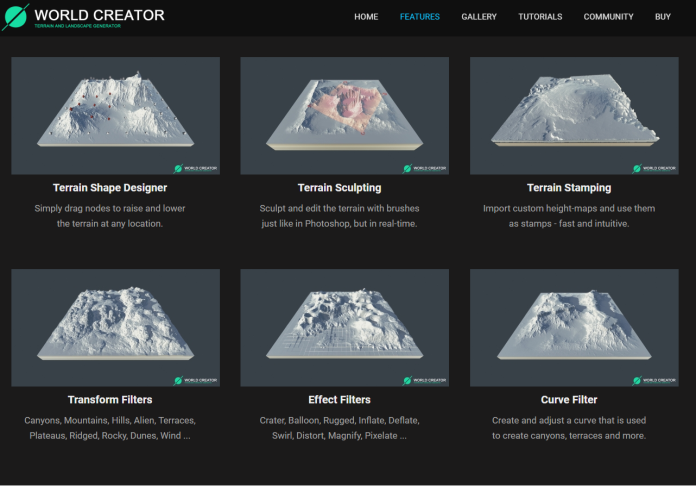 WORLD CREATOR
TERRAIN AND LANDSCAPE GENERATOR
HOME FEATURES GALLERY TUTORIALS COMMUNITY BUY
WORLD CREATOR
WORLD CREATOR
WORLD CREATOR
Terrain Shape Designer
Simply drag nodes to raise and lower
the terrain at any location.
Terrain Sculpting
Sculpt and edit the terrain with brushes
just like in Photoshop, but in real-time.
Terrain Stamping
Import custom height-maps and use them
as stamps - fast and intuitive.
WORLD CREATOR
WORLD CREATOR
WORLD CREATOR
Transform Filters
Canyons, Mountains, Hills, Alien, Terraces,
Plateaus, Ridged, Rocky, Dunes, Wind ...
Effect Filters
Crater, Balloon, Rugged, Inflate, Deflate,
Swirl, Distort, Magnify, Pixelate ...
Curve Filter
Create and adjust a curve that is used
to create canyons, terraces and more.